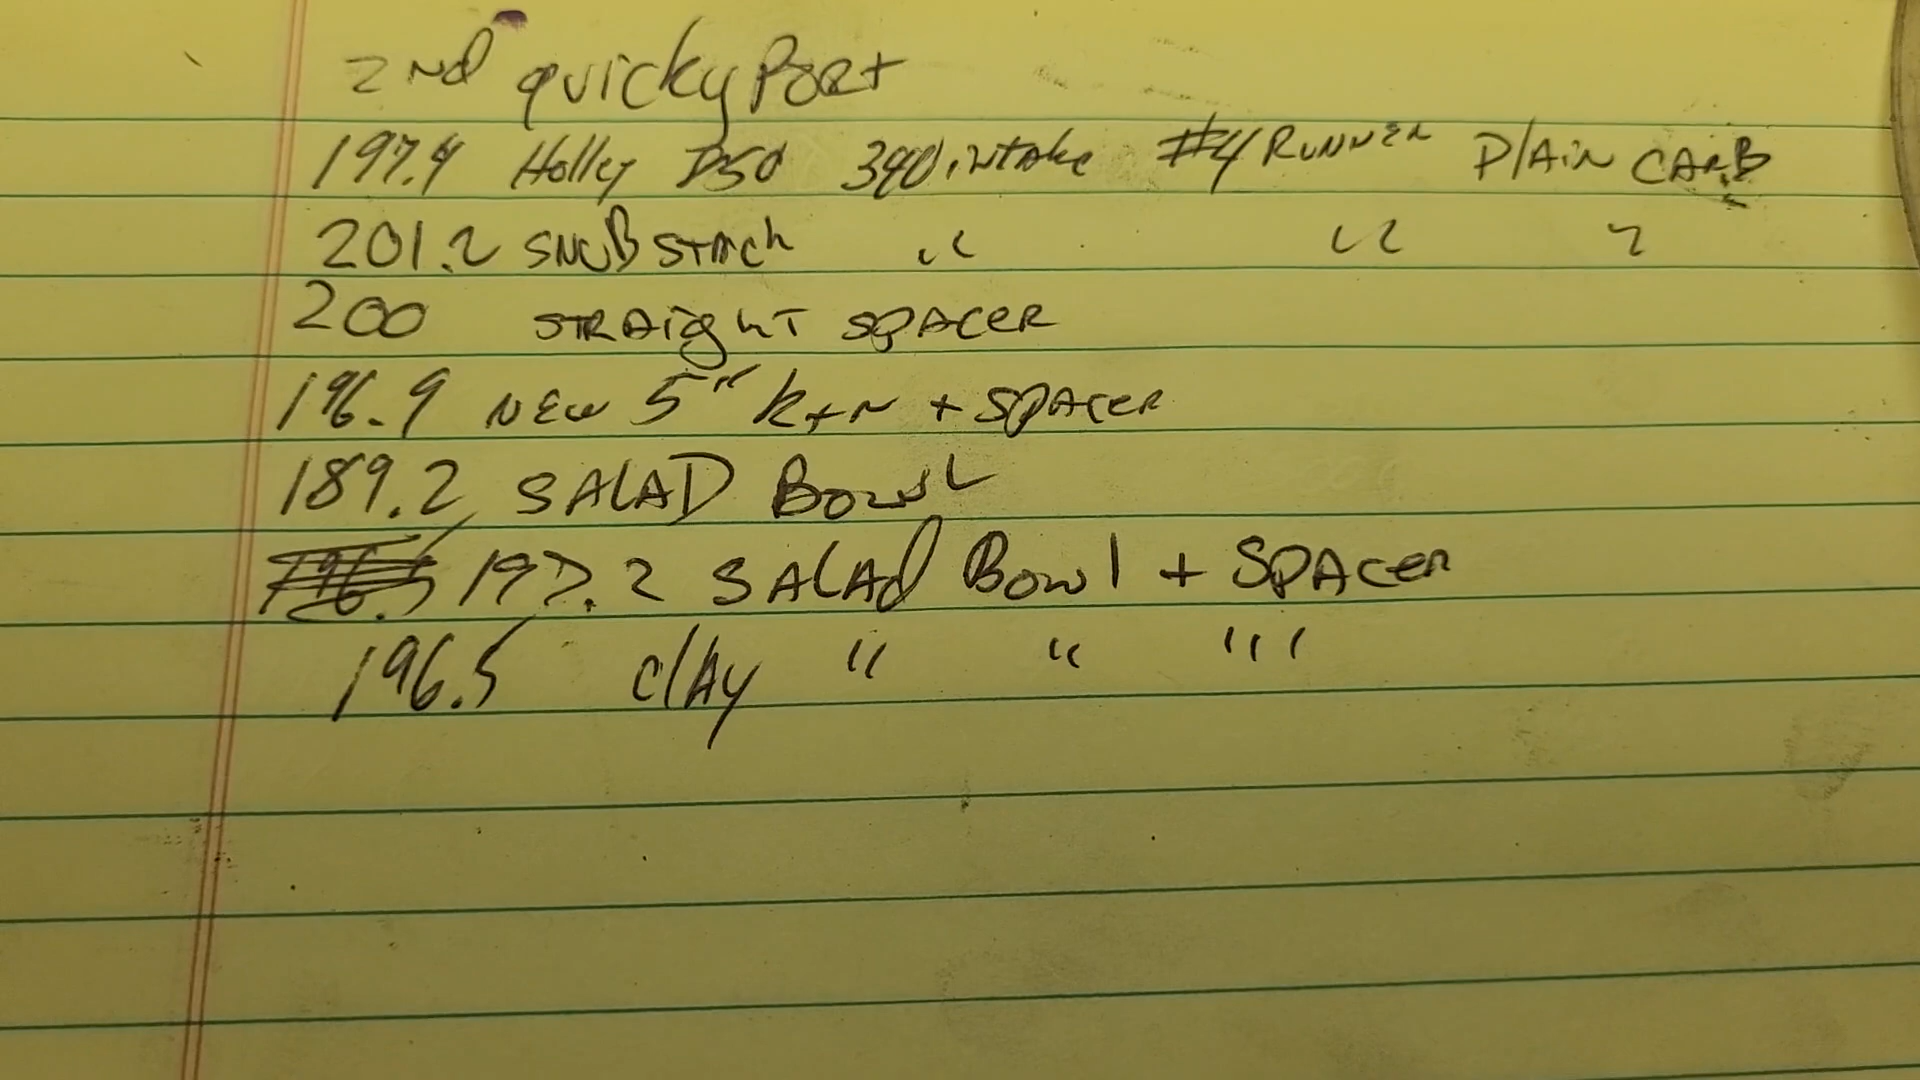 2nd quicky Port
197.4 Holley 750 390 intake #4 Runner Plain CARB
201.2 SNUB STACK " " "
200 STRAIGHT SPACER
196.9 NEW 5" K+N + SPACER
189.2 SALAD BOWL
197.2 SALAD BOWL + SPACER
196.5 CLAY " " "